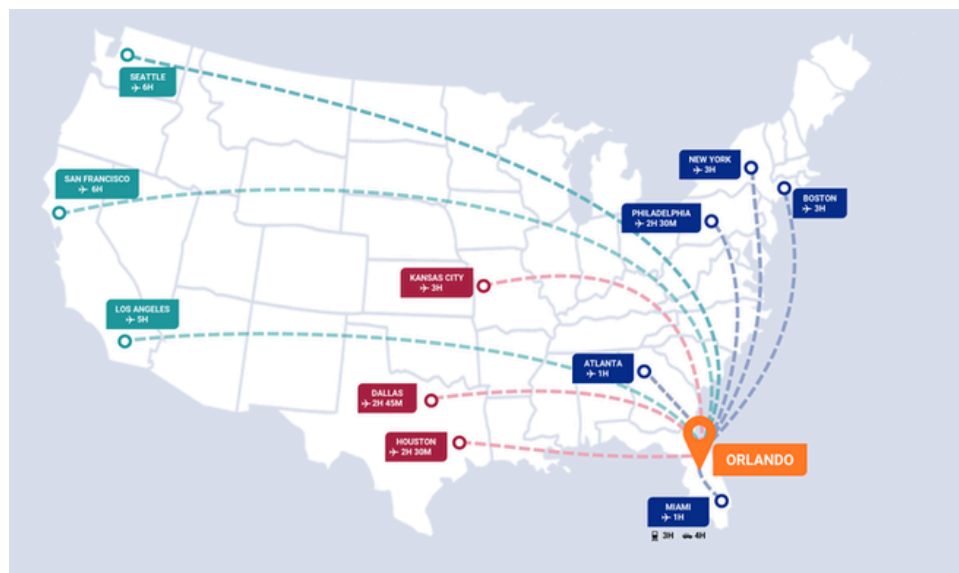 SEATTLE
6H
SAN FRANCISCO
6H
LOS ANGELES
5H
KANSAS CITY
3H
DALLAS
2H 45M
HOUSTON
2H 30M
NEW YORK
3H
BOSTON
3H
PHILADELPHIA
2H 30M
ATLANTA
1H
ORLANDO
MIAMI
1H
3H 4H